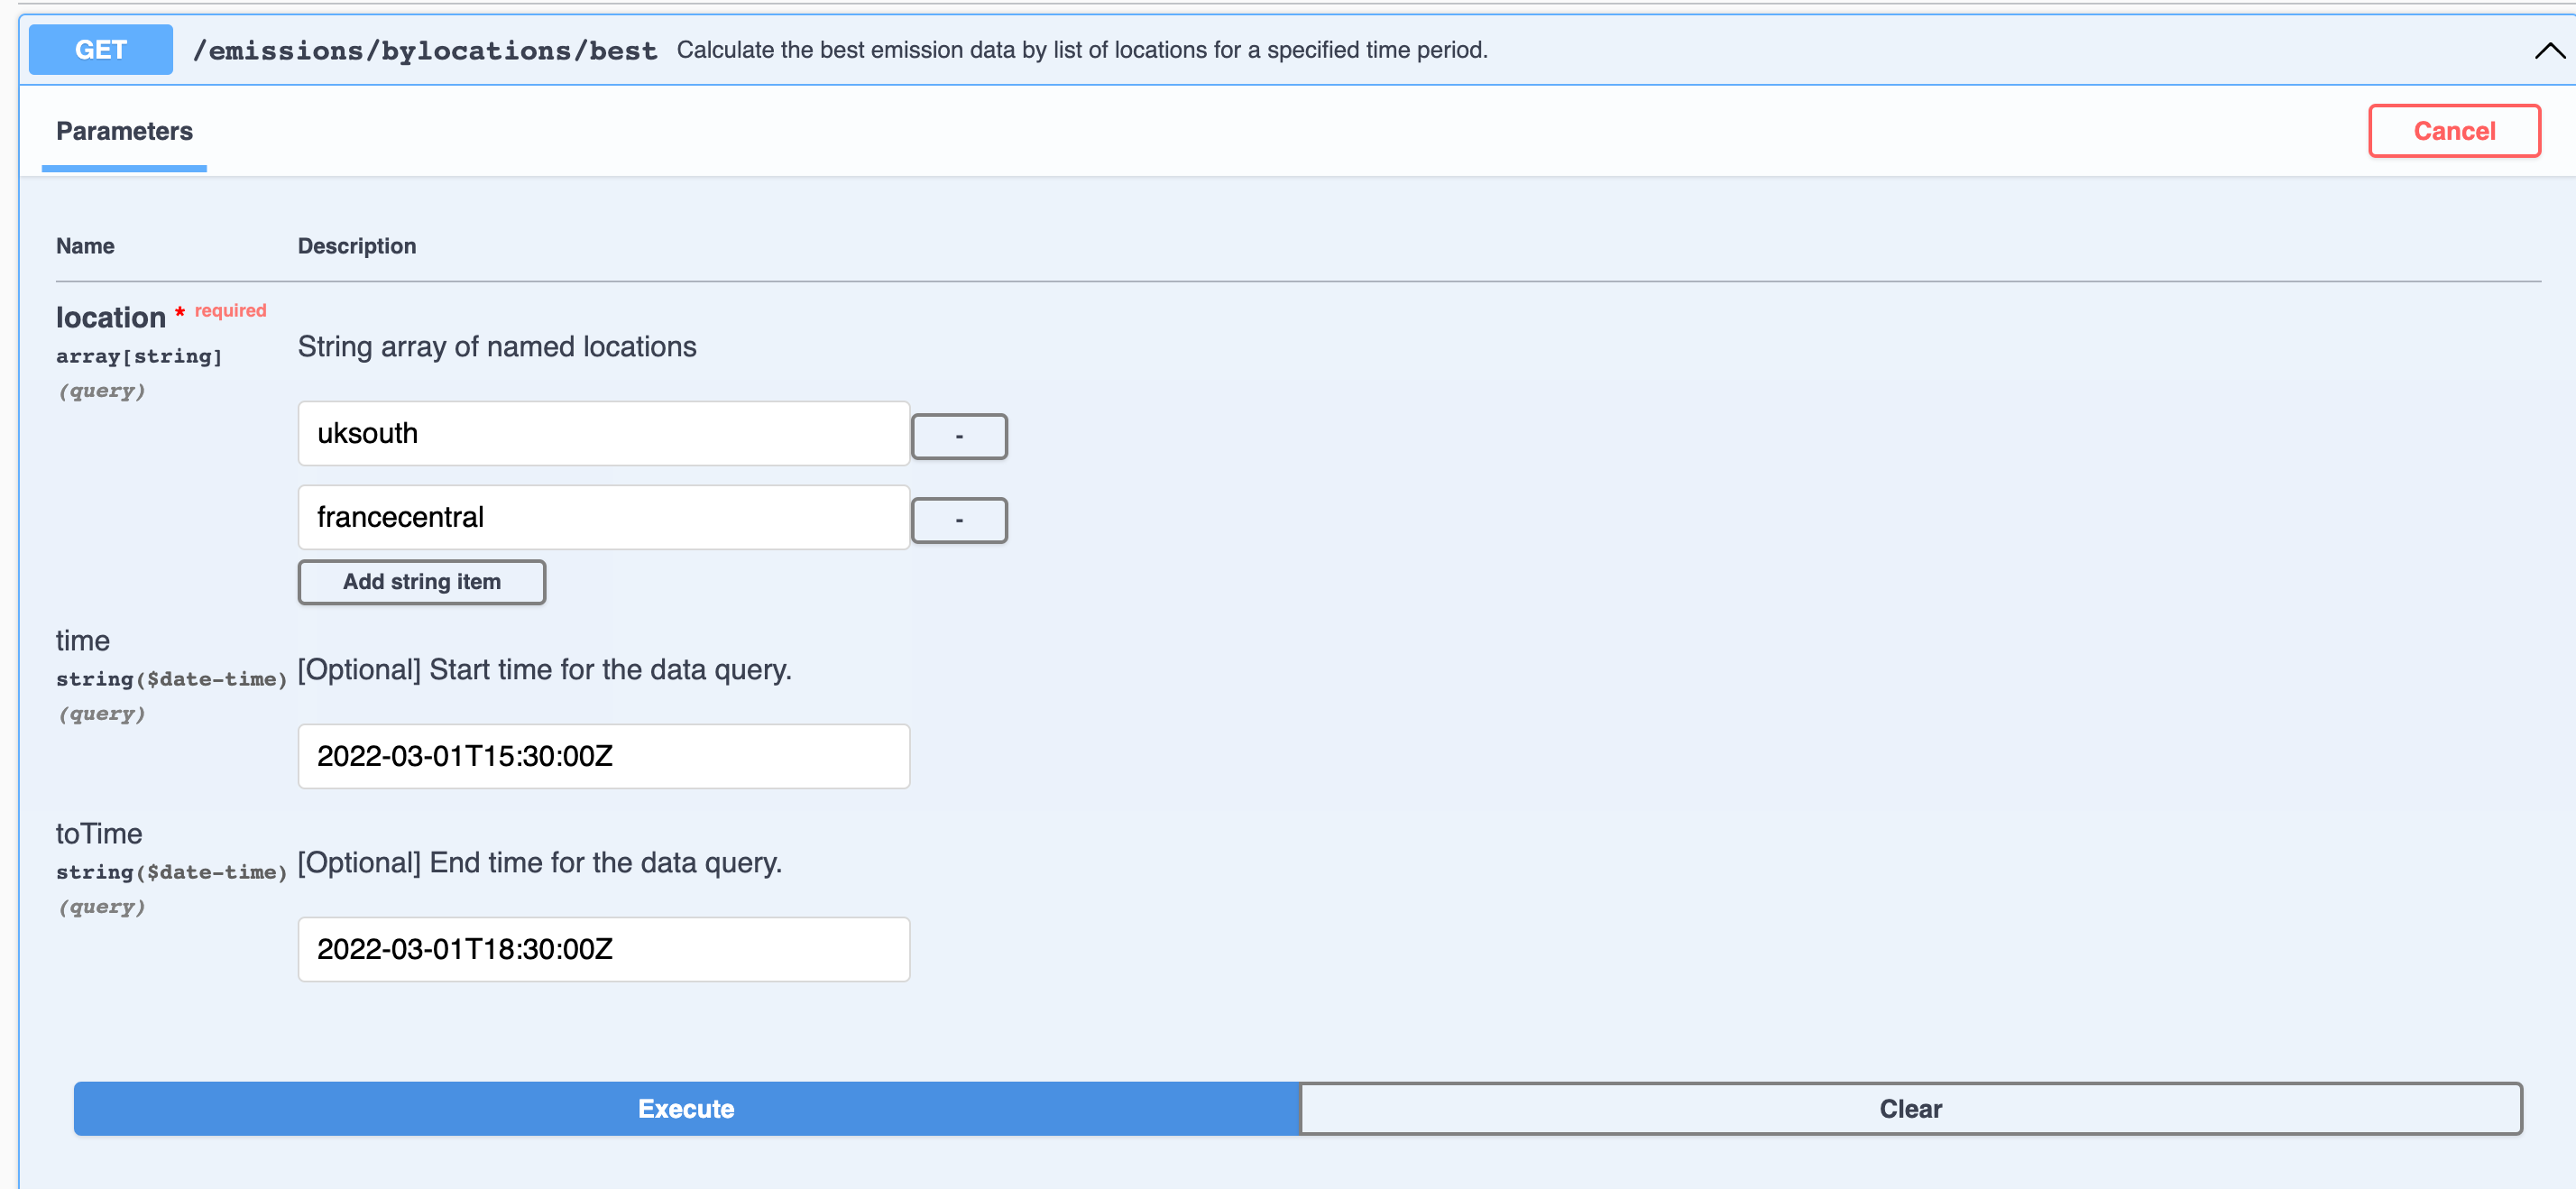 GET /emissions/bylocations/best Calculate the best emission data by list of locations for a specified time period.
Parameters
Cancel
Name Description
location * required
array[string]
(query)
String array of named locations
uksouth
-
francecentral
-
Add string item
time
string($date-time)
(query)
[Optional] Start time for the data query.
2022-03-01T15:30:00Z
toTime
string($date-time)
(query)
[Optional] End time for the data query.
2022-03-01T18:30:00Z
Execute
Clear